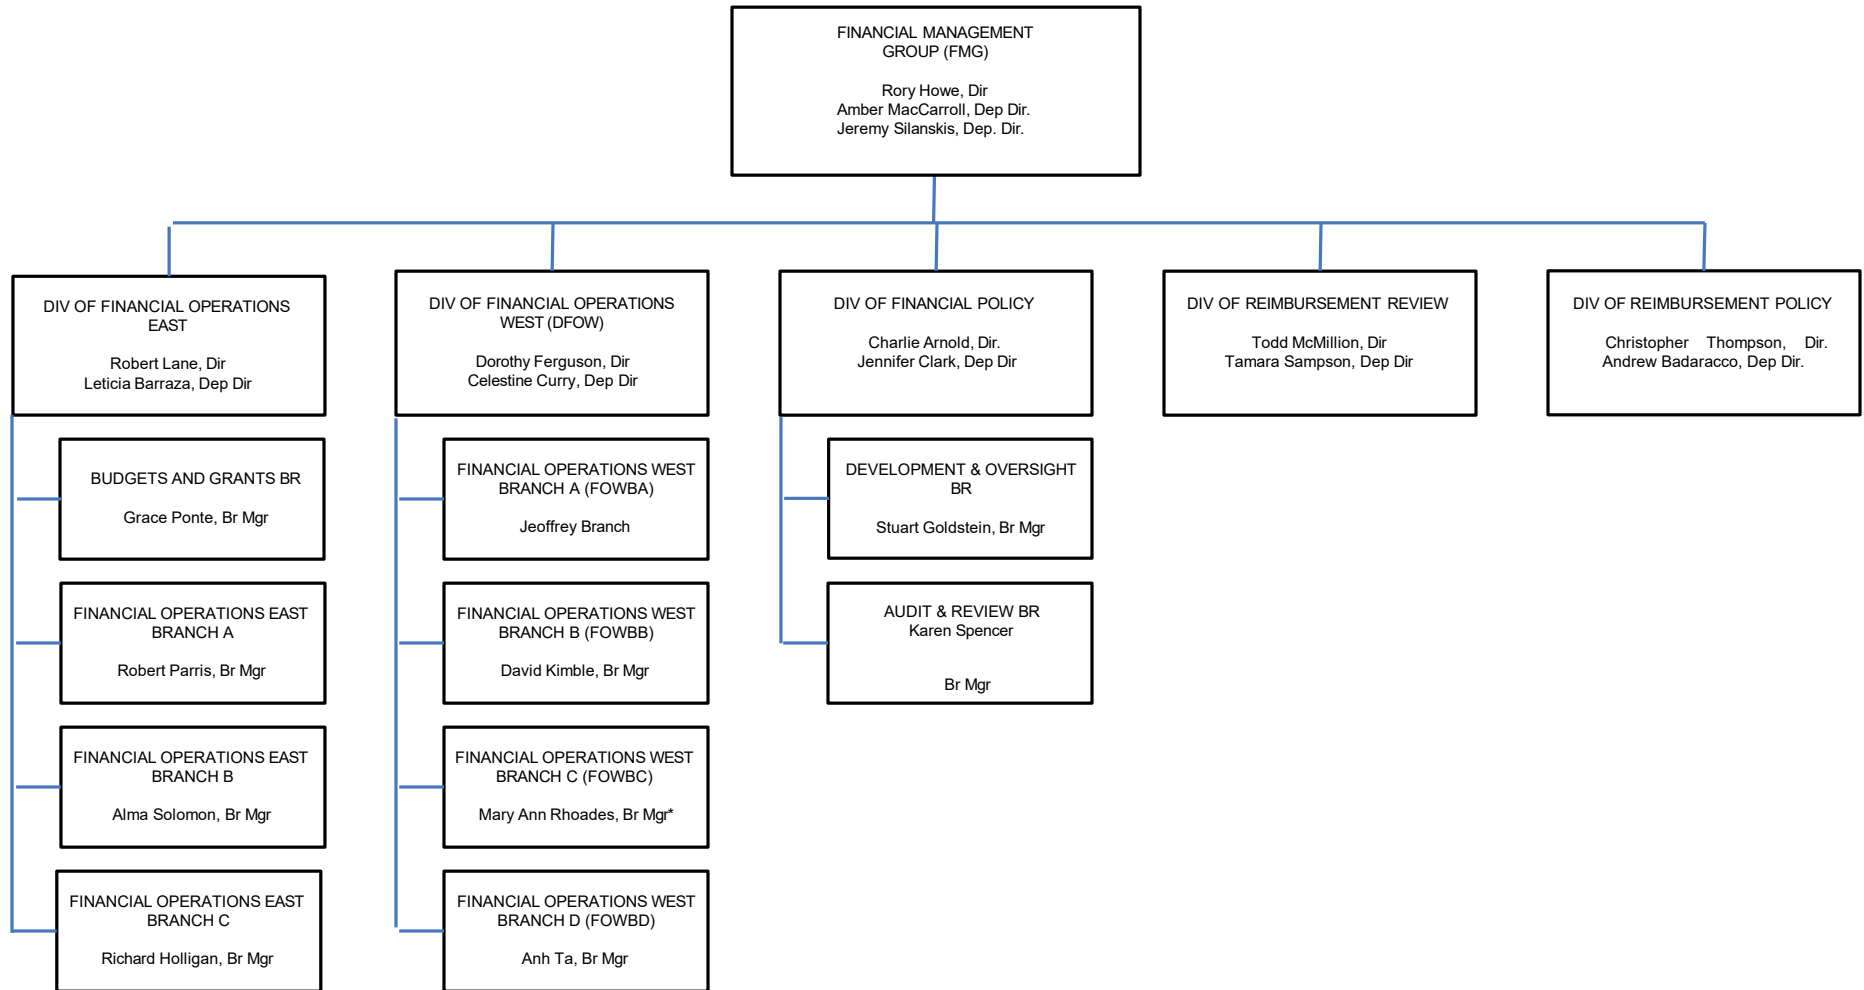 FINANCIAL MANAGEMENT
GROUP (FMG)
Rory Howe, Dir
Amber MacCarroll, Dep Dir.
Jeremy Silanskis, Dep. Dir.
DIV OF FINANCIAL OPERATIONS
EAST
Robert Lane, Dir
Leticia Barraza, Dep Dir
BUDGETS AND GRANTS BR
Grace Ponte, Br Mgr
FINANCIAL OPERATIONS EAST
BRANCH A
Robert Parris, Br Mgr
FINANCIAL OPERATIONS EAST
BRANCH B
Alma Solomon, Br Mgr
FINANCIAL OPERATIONS EAST
BRANCH C
Richard Holligan, Br Mgr
DIV OF FINANCIAL OPERATIONS
WEST (DFOW)
Dorothy Ferguson, Dir
Celestine Curry, Dep Dir
FINANCIAL OPERATIONS WEST
BRANCH A (FOWBA)
Jeoffrey Branch
FINANCIAL OPERATIONS WEST
BRANCH B (FOWBB)
David Kimble, Br Mgr
FINANCIAL OPERATIONS WEST
BRANCH C (FOWBC)
Mary Ann Rhoades, Br Mgr*
FINANCIAL OPERATIONS WEST
BRANCH D (FOWBD)
Anh Ta, Br Mgr
DIV OF FINANCIAL POLICY
Charlie Arnold, Dir.
Jennifer Clark, Dep Dir
DEVELOPMENT & OVERSIGHT
BR
Stuart Goldstein, Br Mgr
AUDIT & REVIEW BR
Karen Spencer
Br Mgr
DIV OF REIMBURSEMENT REVIEW
Todd McMillion, Dir
Tamara Sampson, Dep Dir
DIV OF REIMBURSEMENT POLICY
Christopher Thompson, Dir.
Andrew Badaracco, Dep Dir.